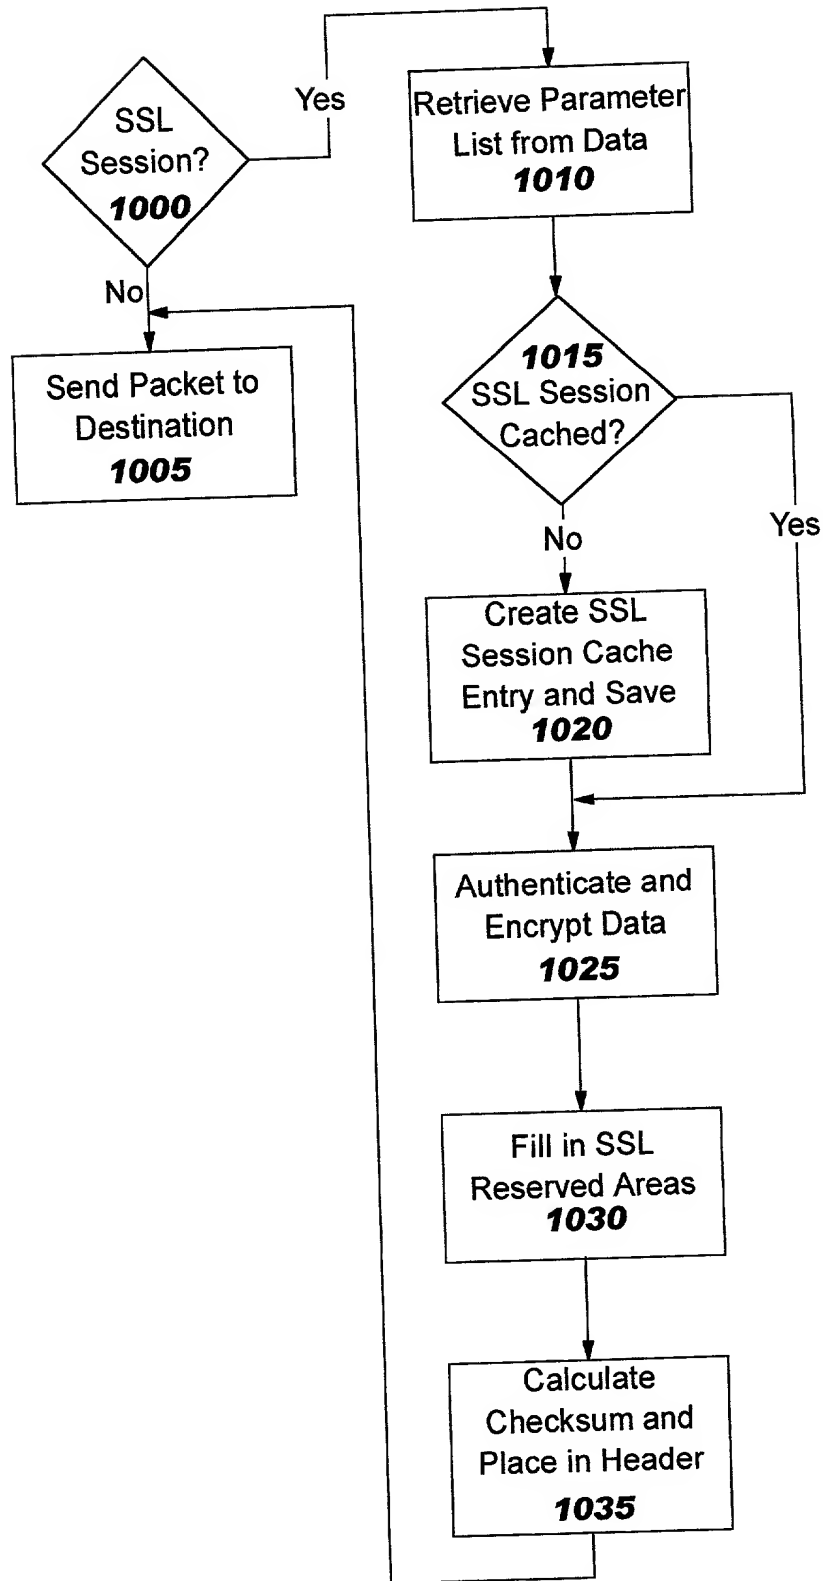 SSL
Session?
1000
Yes
No
Send Packet to
Destination
1005
Retrieve Parameter
List from Data
1010
1015
SSL Session
Cached?
Yes
No
Create SSL
Session Cache
Entry and Save
1020
Authenticate and
Encrypt Data
1025
Fill in SSL
Reserved Areas
1030
Calculate
Checksum and
Place in Header
1035